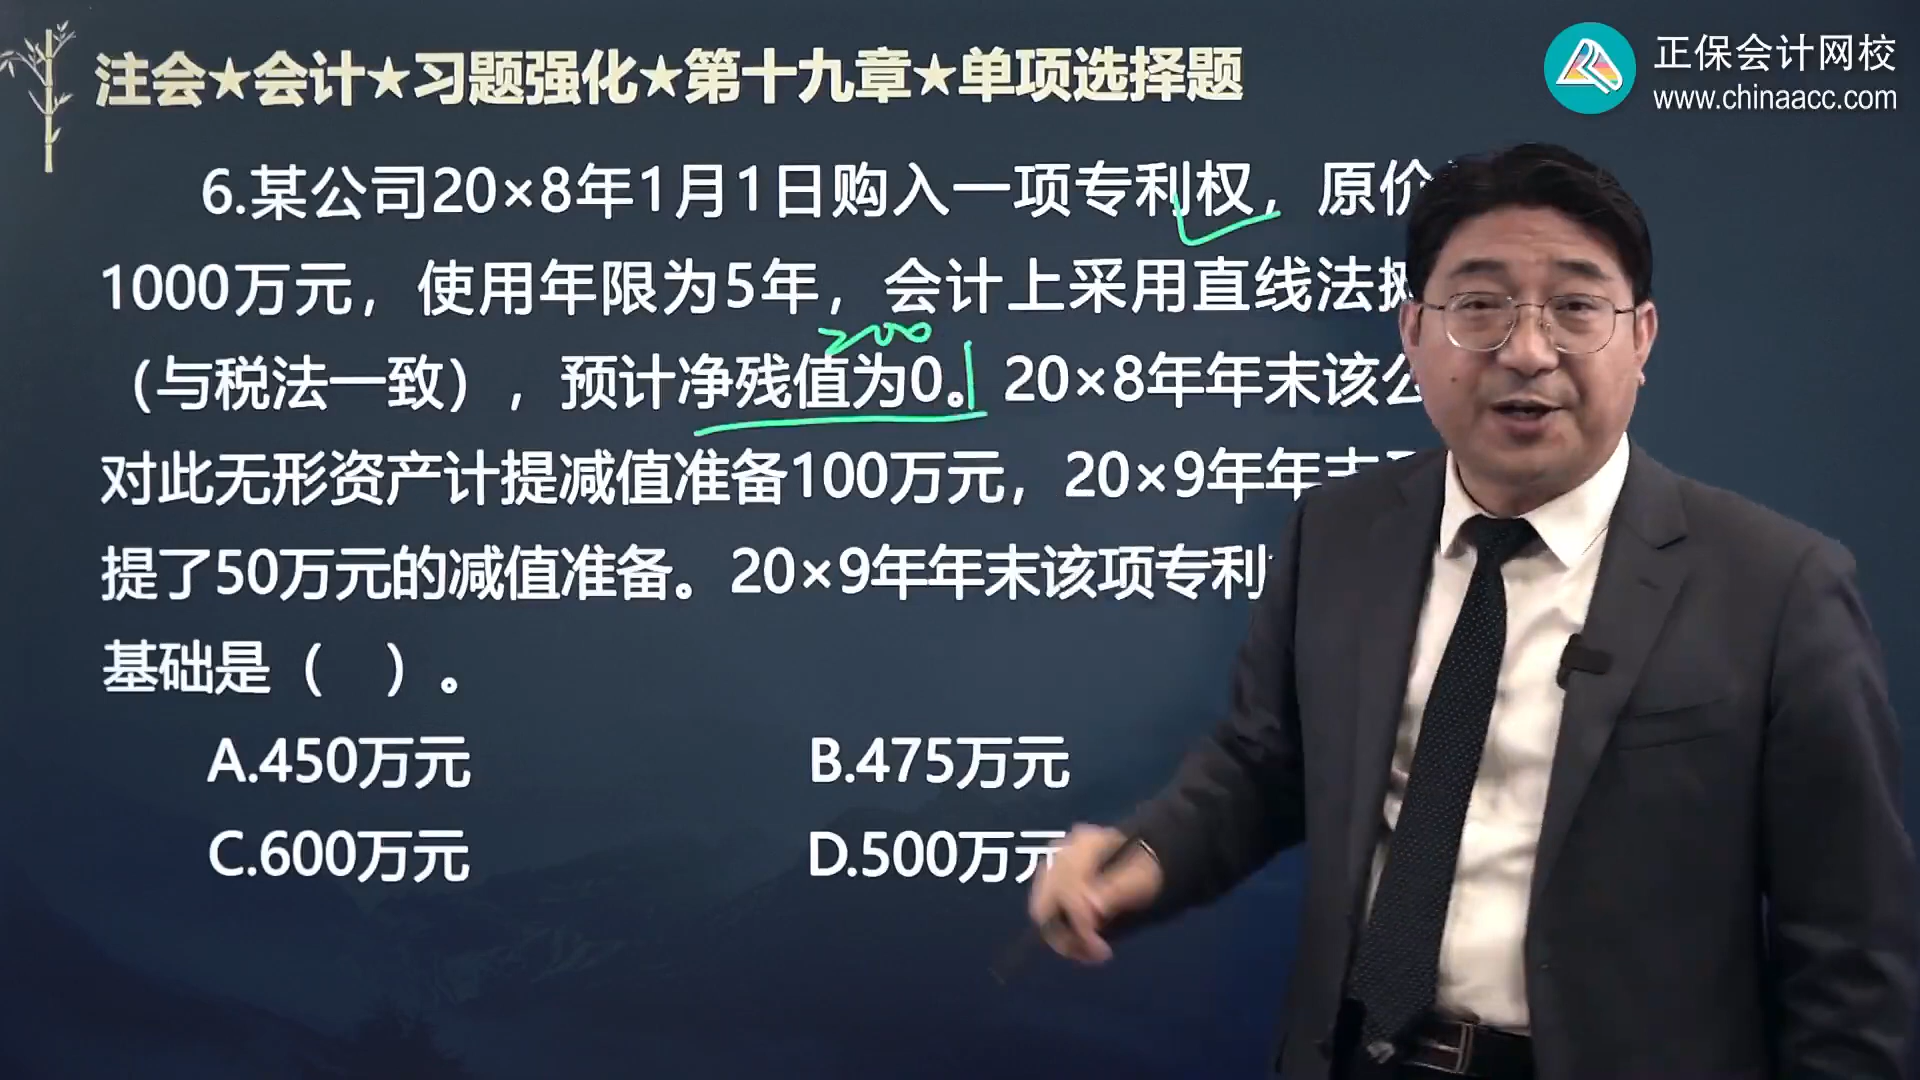 注会★会计★习题强化★第十九章★单项选择题
正保会计网校
www.chinaacc.com
6.某公司20×8年1月1日购入一项专利权，原价
1000万元，使用年限为5年，会计上采用直线法摊
200
（与税法一致），预计净残值为0。20×8年年末该公
对此无形资产计提减值准备100万元，20×9年年末
提了50万元的减值准备。20×9年年末该项专利
基础是（ ）。
A.450万元
B.475万元
C.600万元
D.500万元